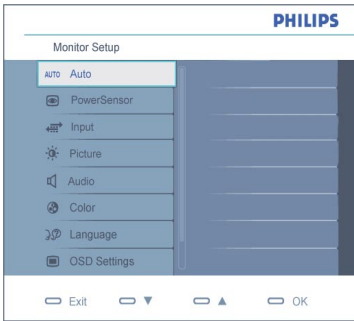 PHILIPS
Monitor Setup
AUTO Auto
PowerSensor
Input
Picture
Audio
Color
Language
OSD Settings
Exit ▼ ▲ OK